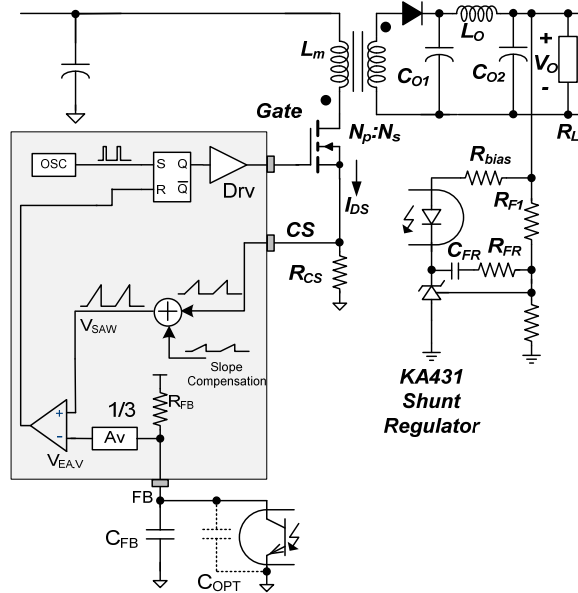 Lm
LO
CO1
CO2
+
VO
-
RL
Gate
Np:Ns
IDS
OSC
S
Q
R
Q
Drv
CS
RCS
Rbias
RF1
CFR
RFR
VSAW
Slope
Compensation
KA431
Shunt
Regulator
RFB
1/3
Av
+
-
VEA.V
FB
CFB
COPT